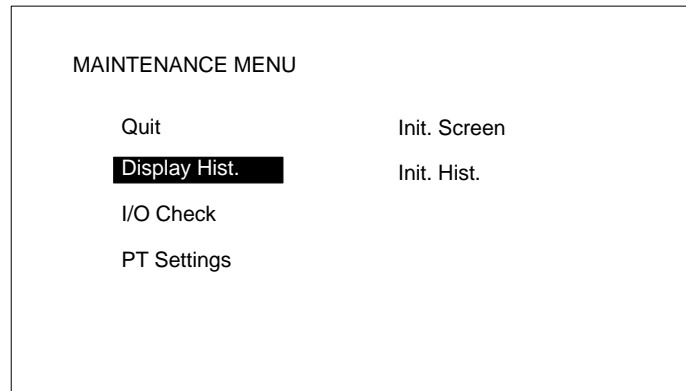 MAINTENANCE MENU
Quit
Init. Screen
Display Hist.
Init. Hist.
I/O Check
PT Settings